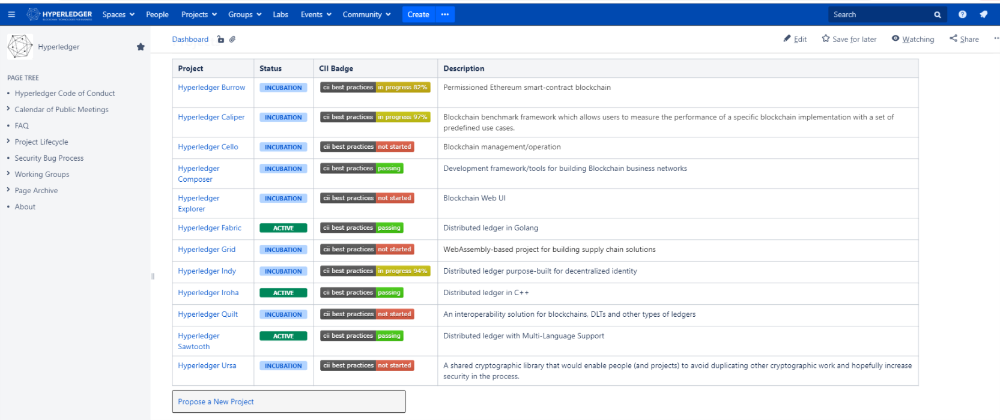 HYPERLEDGER
BLOCKCHAIN TECHNOLOGIES FOR BUSINESS
Spaces People Projects Groups Labs Events Community Create ••• Search
Hyperledger
PAGE TREE
Hyperledger Code of Conduct
Calendar of Public Meetings
FAQ
Project Lifecycle
Security Bug Process
Working Groups
Page Archive
About
Dashboard Edit Save for later Watching Share
Project Status CII Badge Description
Hyperledger Burrow INCUBATION cii best practices in progress 82% Permissioned Ethereum smart-contract blockchain
Hyperledger Caliper INCUBATION cii best practices in progress 97% Blockchain benchmark framework which allows users to measure the performance of a specific blockchain implementation with a set of
predefined use cases.
Hyperledger Cello INCUBATION cii best practices not started Blockchain management/operation
Hyperledger INCUBATION cii best practices passing Development framework/tools for building Blockchain business networks
Composer
Hyperledger INCUBATION cii best practices not started Blockchain Web UI
Explorer
Hyperledger Fabric ACTIVE cii best practices passing Distributed ledger in Golang
Hyperledger Grid INCUBATION cii best practices not started WebAssembly-based project for building supply chain solutions
Hyperledger Indy INCUBATION cii best practices in progress 94% Distributed ledger purpose-built for decentralized identity
Hyperledger Iroha ACTIVE cii best practices passing Distributed ledger in C++
Hyperledger Quilt INCUBATION cii best practices not started An interoperability solution for blockchains, DLTs and other types of ledgers
Hyperledger ACTIVE cii best practices passing Distributed ledger with Multi-Language Support
Sawtooth
Hyperledger Ursa INCUBATION cii best practices not started A shared cryptographic library that would enable people (and projects) to avoid duplicating other cryptographic work and hopefully increase
security in the process.
Propose a New Project